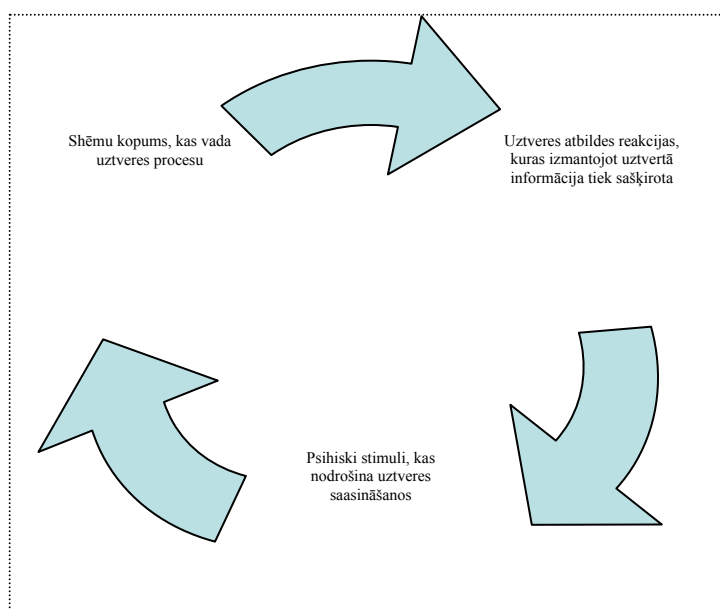 Shēmu kopums, kas vada
uztveres procesu
Uztveres atbildes reakcijas,
kuras izmantojot uztvertā
informācija tiek sašķirota
Psihiski stimuli, kas
nodrošina uztveres
saasināšanos